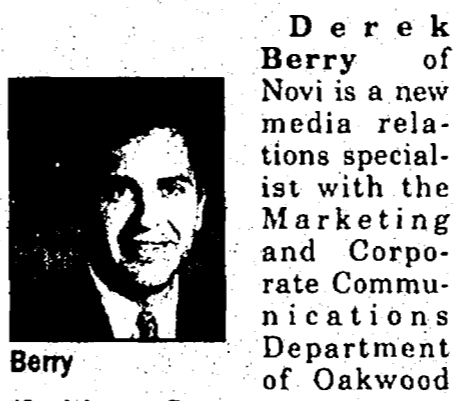 Derek
Berry of
Novi is a new
media rela-
tions special-
ist with the
Marketing
and Corpo-
rate Commu-
nications
Department
of Oakwood
Berry